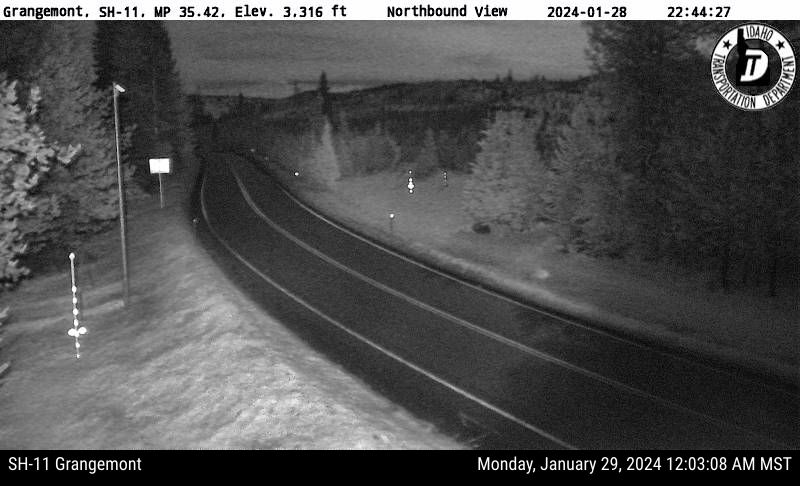 Grangemont, SH-11, MP 35.42, Elev. 3,316 ft Northbound View 2024-01-28 22:44:27
IDAHO
TRANSPORTATION DEPARTMENT
SH-11 Grangemont Monday, January 29, 2024 12:03:08 AM MST